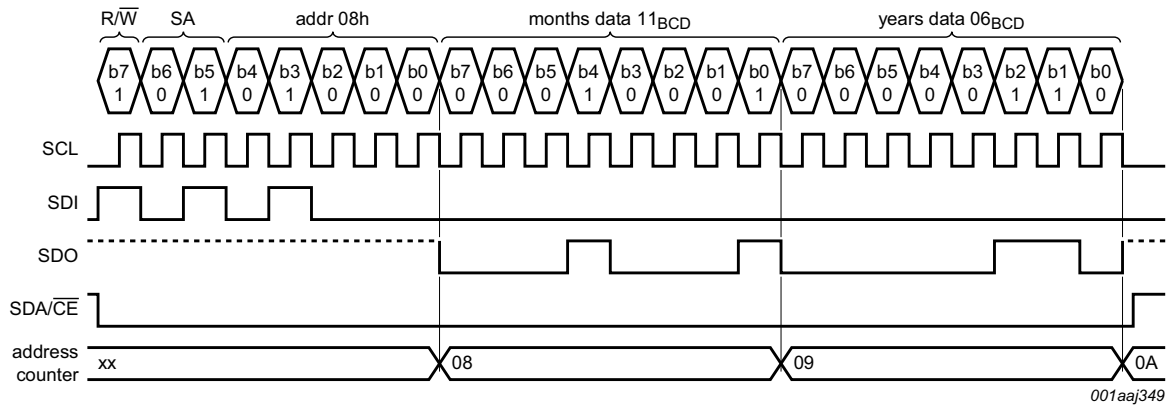 R/W SA addr 08h months data 11BCD years data 06BCD
b7 b6 b5 b4 b3 b2 b1 b0 b7 b6 b5 b4 b3 b2 b1 b0 b7 b6 b5 b4 b3 b2 b1 b0
1 0 1 0 1 0 0 0 0 0 0 1 0 0 0 1 0 0 0 0 0 1 1 0
SCL
SDI
SDO
SDA/CE
address
counter
xx 08 09 0A
001aaj349